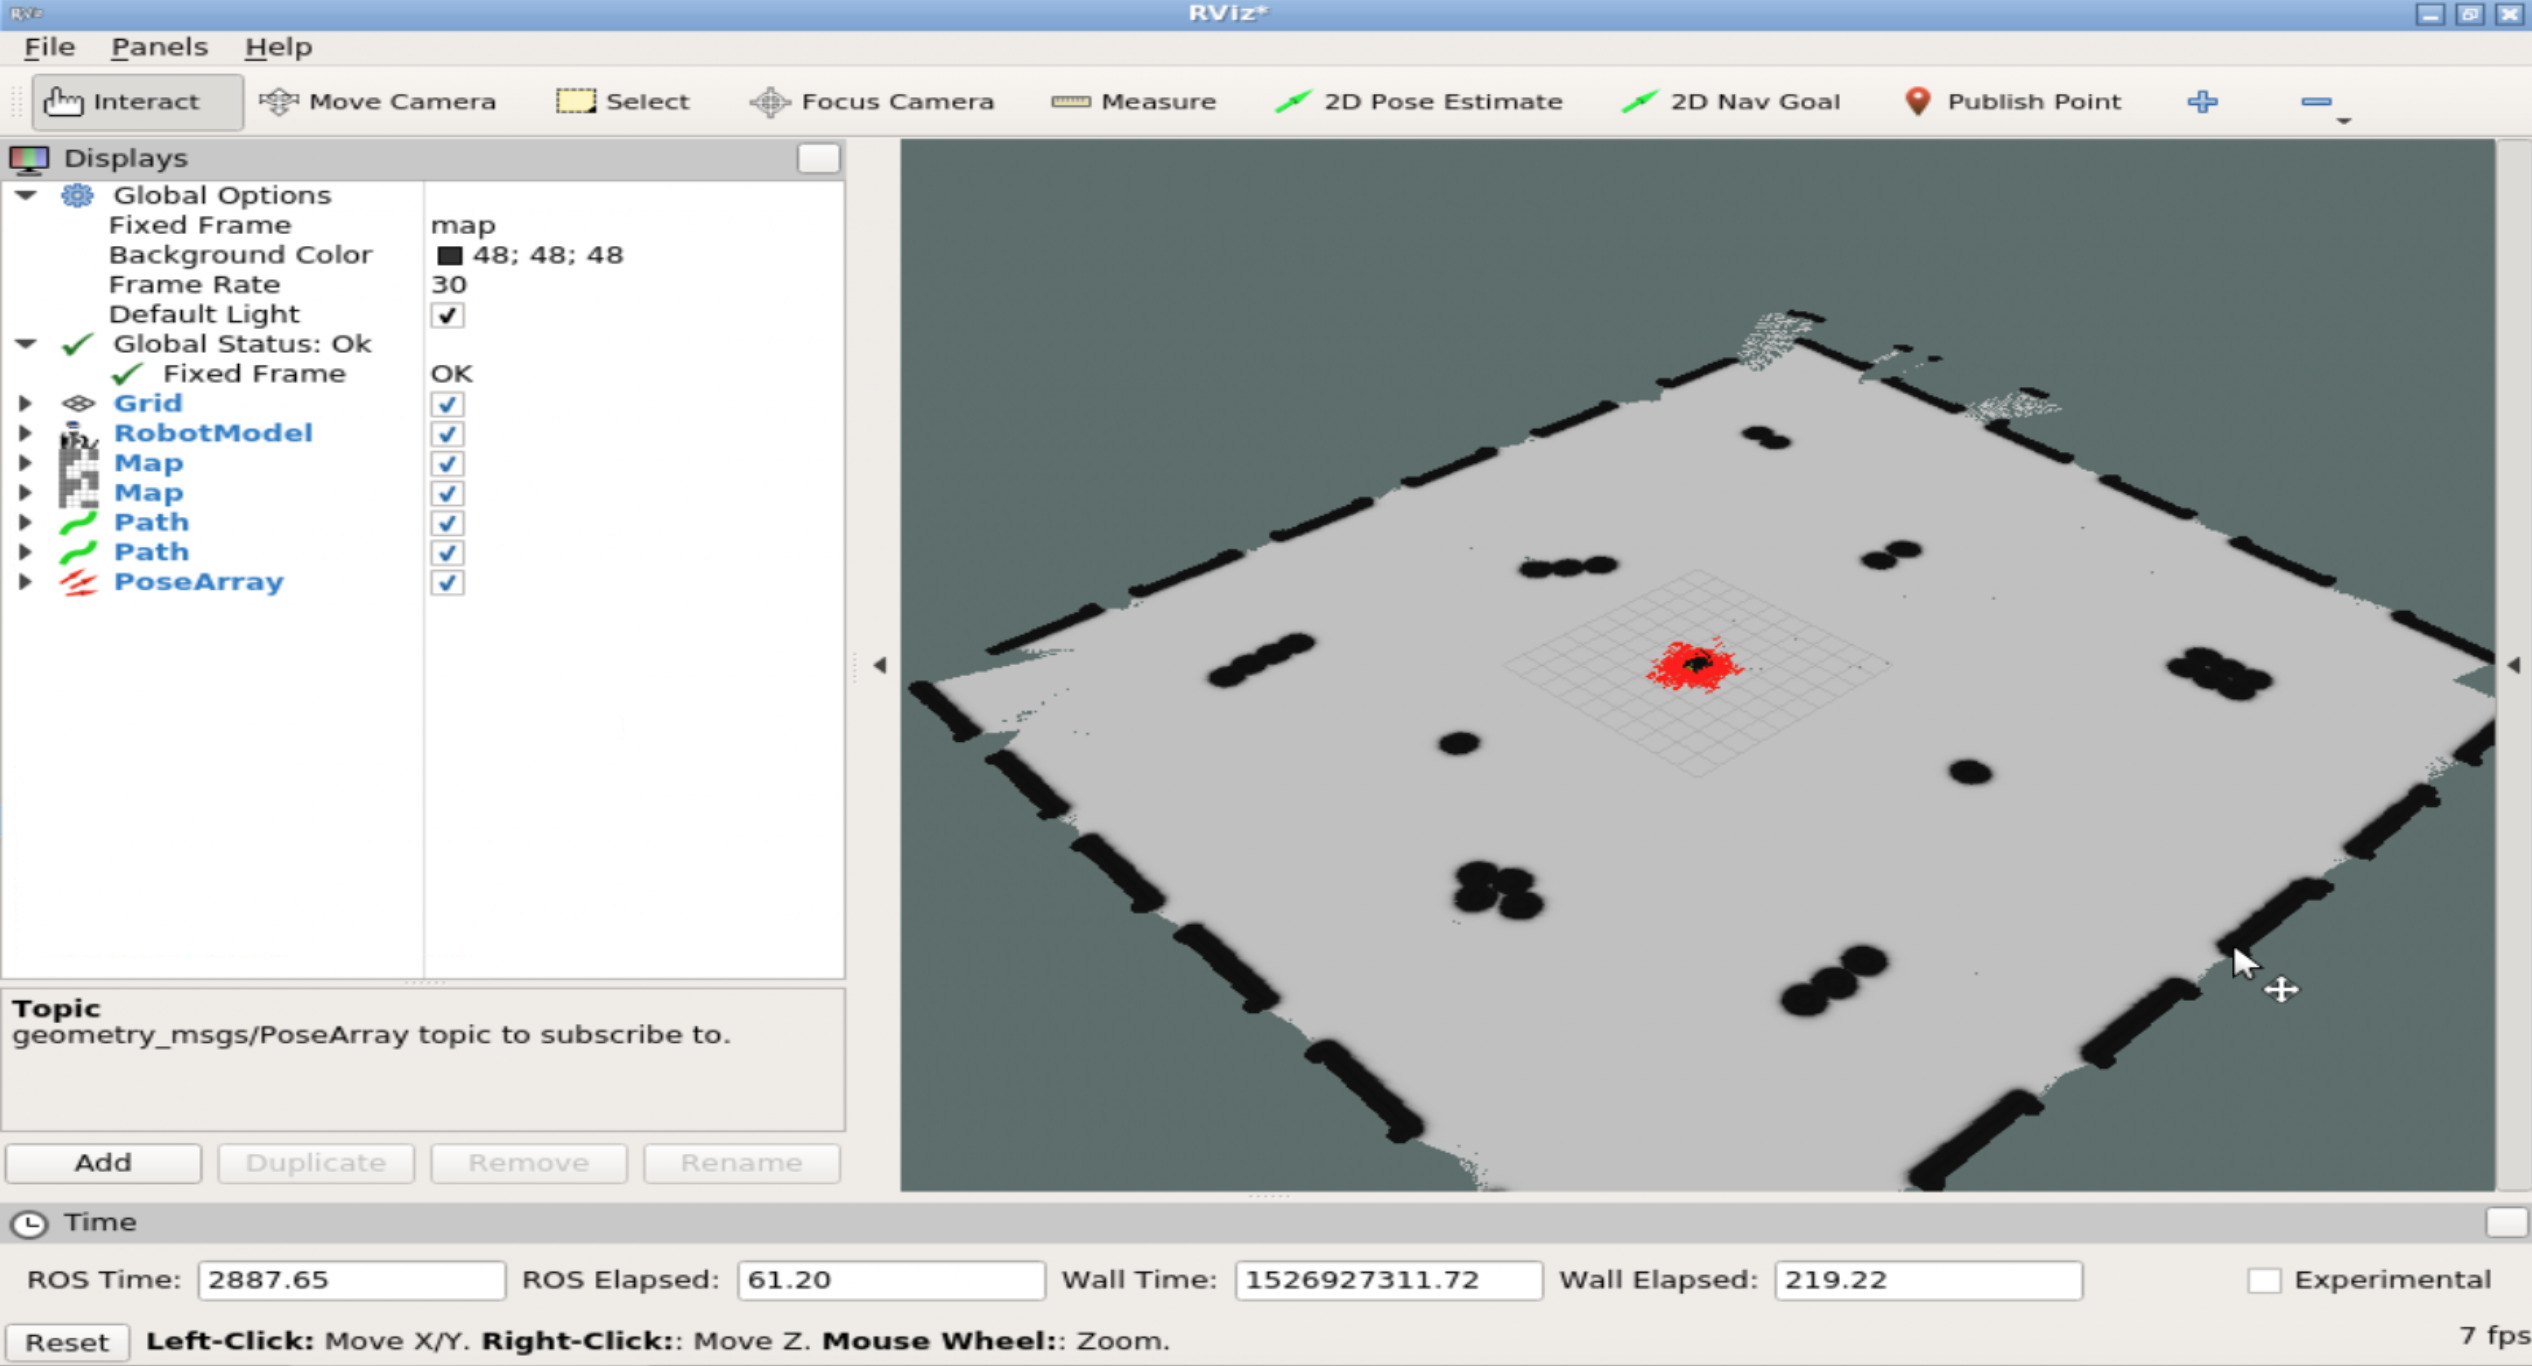 RViz*
File Panels Help
Interact Move Camera Select Focus Camera Measure 2D Pose Estimate 2D Nav Goal Publish Point
Displays
Global Options
Fixed Frame map
Background Color 48; 48; 48
Frame Rate 30
Default Light
Global Status: Ok
Fixed Frame OK
Grid
RobotModel
Map
Map
Path
Path
PoseArray
Topic
geometry_msgs/PoseArray topic to subscribe to.
Add Duplicate Remove Rename
Time
ROS Time: 2887.65 ROS Elapsed: 61.20 Wall Time: 1526927311.72 Wall Elapsed: 219.22 Experimental
Reset Left-Click: Move X/Y. Right-Click:: Move Z. Mouse Wheel:: Zoom. 7 fps